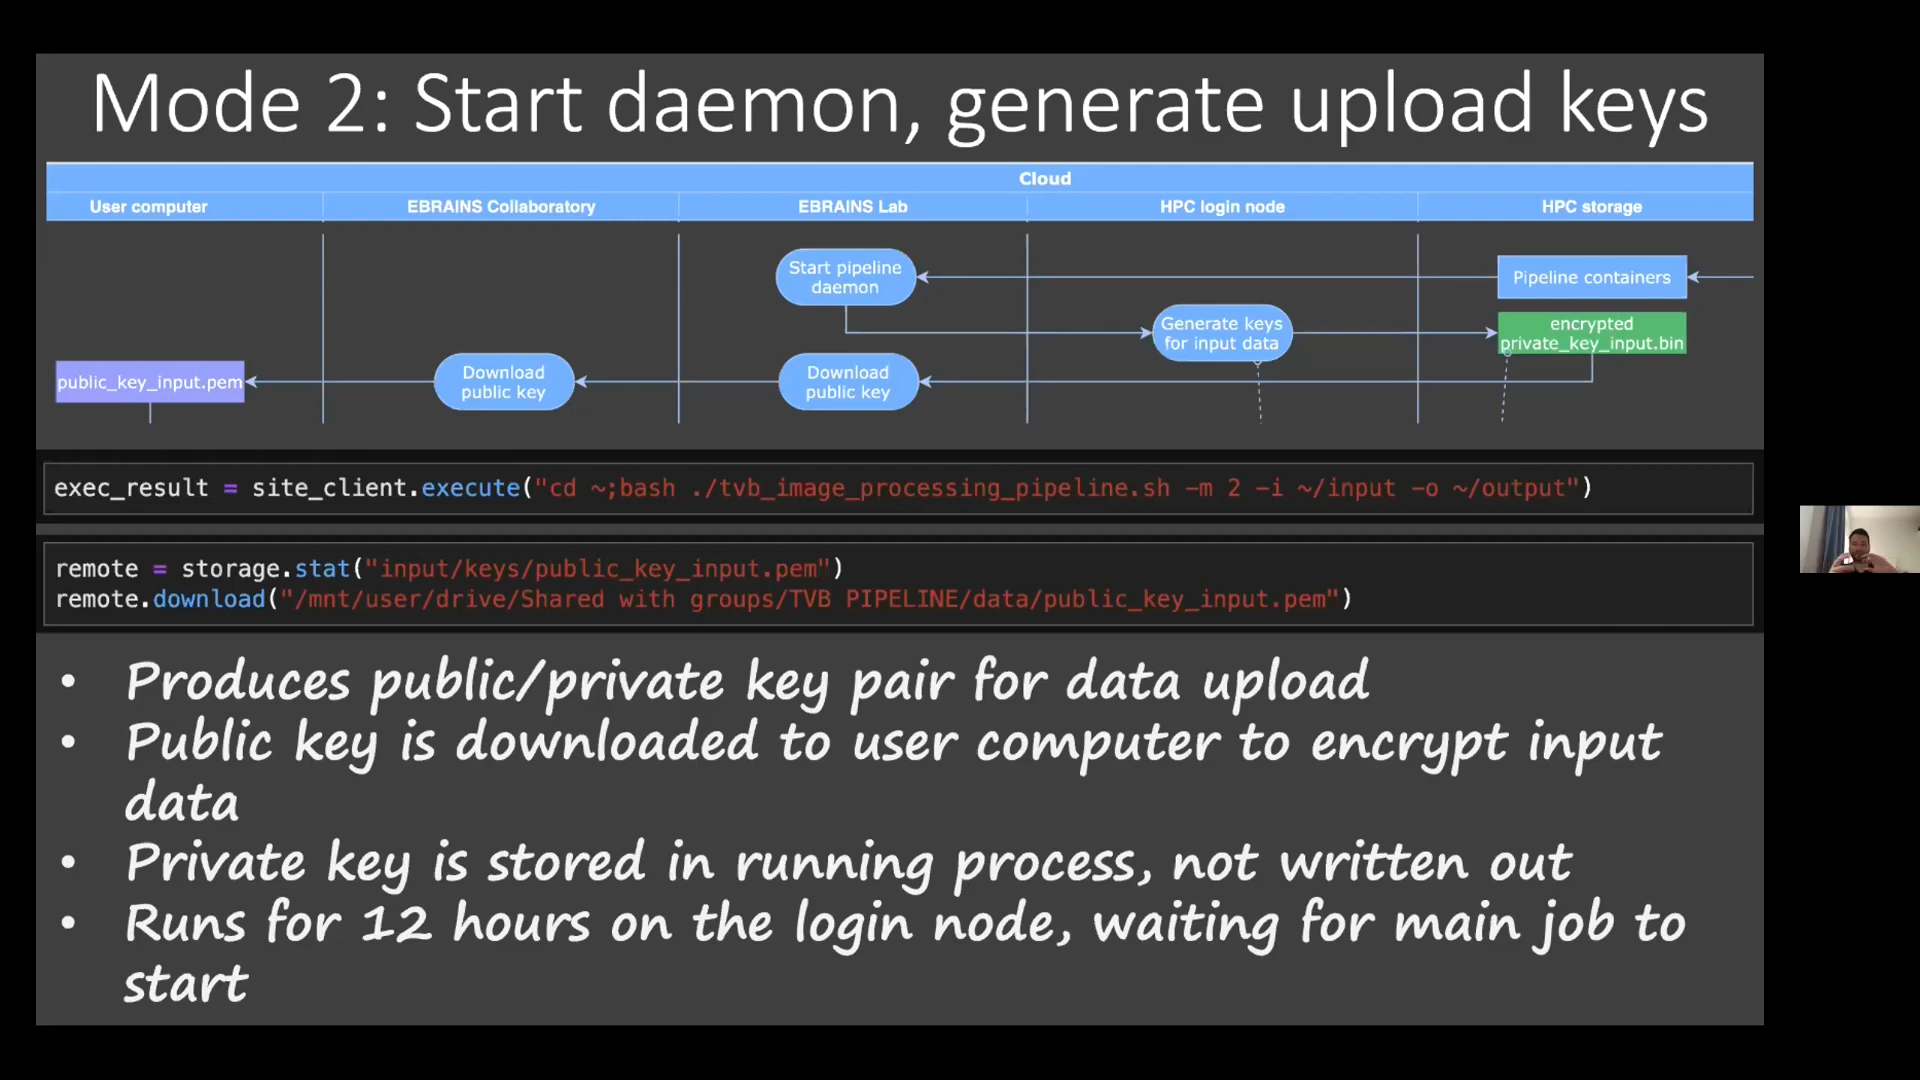 Mode 2: Start daemon, generate upload keys
Cloud
User computer
EBRAINS Collaboratory
EBRAINS Lab
HPC login node
HPC storage
Start pipeline
daemon
Pipeline containers
Generate keys
for input data
encrypted
private_key_input.bin
public_key_input.pem
Download
public key
Download
public key
exec_result = site_client.execute("cd ~;bash ./tvb_image_processing_pipeline.sh -m 2 -i ~/input -o ~/output")
remote = storage.stat("input/keys/public_key_input.pem")
remote.download("/mnt/user/drive/Shared with groups/TVB PIPELINE/data/public_key_input.pem")
• Produces public/private key pair for data upload
• Public key is downloaded to user computer to encrypt input
data
• Private key is stored in running process, not written out
• Runs for 12 hours on the login node, waiting for main job to
start